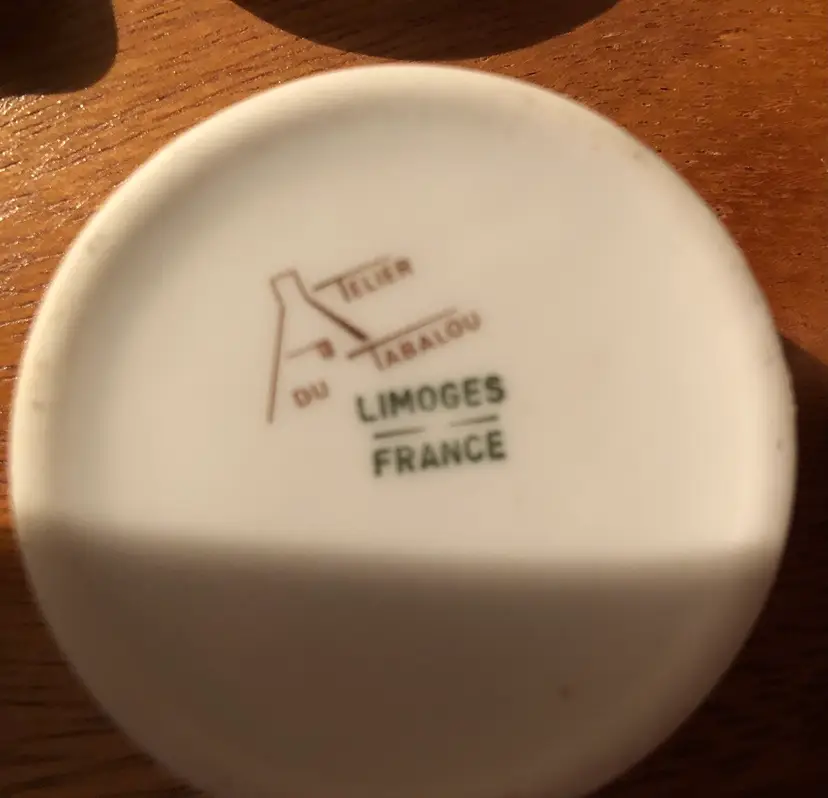 ATELIER
DU TABALOU
LIMOGES
FRANCE